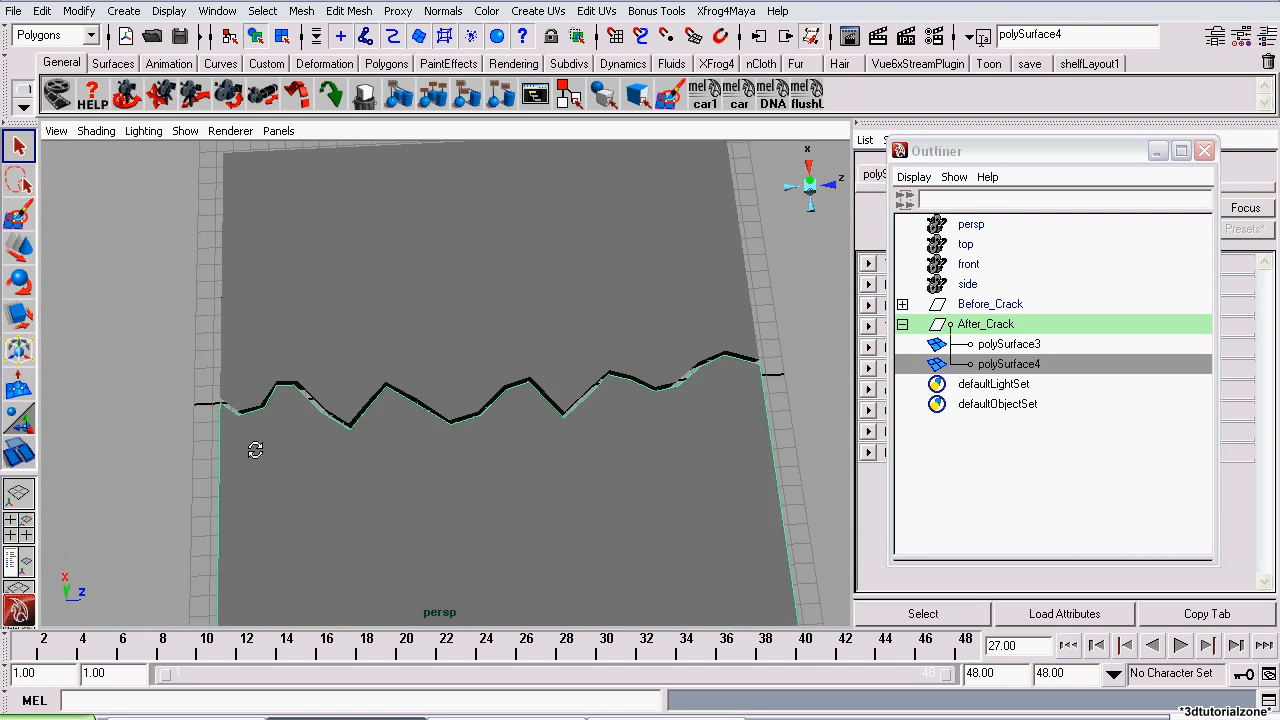 File Edit Modify Create Display Window Select Mesh Edit Mesh Proxy Normals Color Create UVs Edit UVs Bonus Tools Xfrog4Maya Help
Polygons polySurface4
General Surfaces Animation Curves Custom Deformation Polygons PaintEffects Rendering Subdivs Dynamics Fluids XFrog4 nCloth Fur Hair Vue6xStreamPlugin Toon save shelfLayout1
HELP mel car1 mel car mel DNA mel flushU
View Shading Lighting Show Renderer Panels
List
Outliner
polyS
Display Show Help
Focus
Presets*
persp
top
front
side
Before_Crack
After_Crack
polySurface3
polySurface4
defaultLightSet
defaultObjectSet
x
z
x
y
z
persp
Select Load Attributes Copy Tab
2 4 6 8 10 12 14 16 18 20 22 24 26 28 30 32 34 36 38 40 42 44 46 48 27.00
1.00 1.00 1 48 48.00 48.00 No Character Set
MEL
*3dtutorialzone*